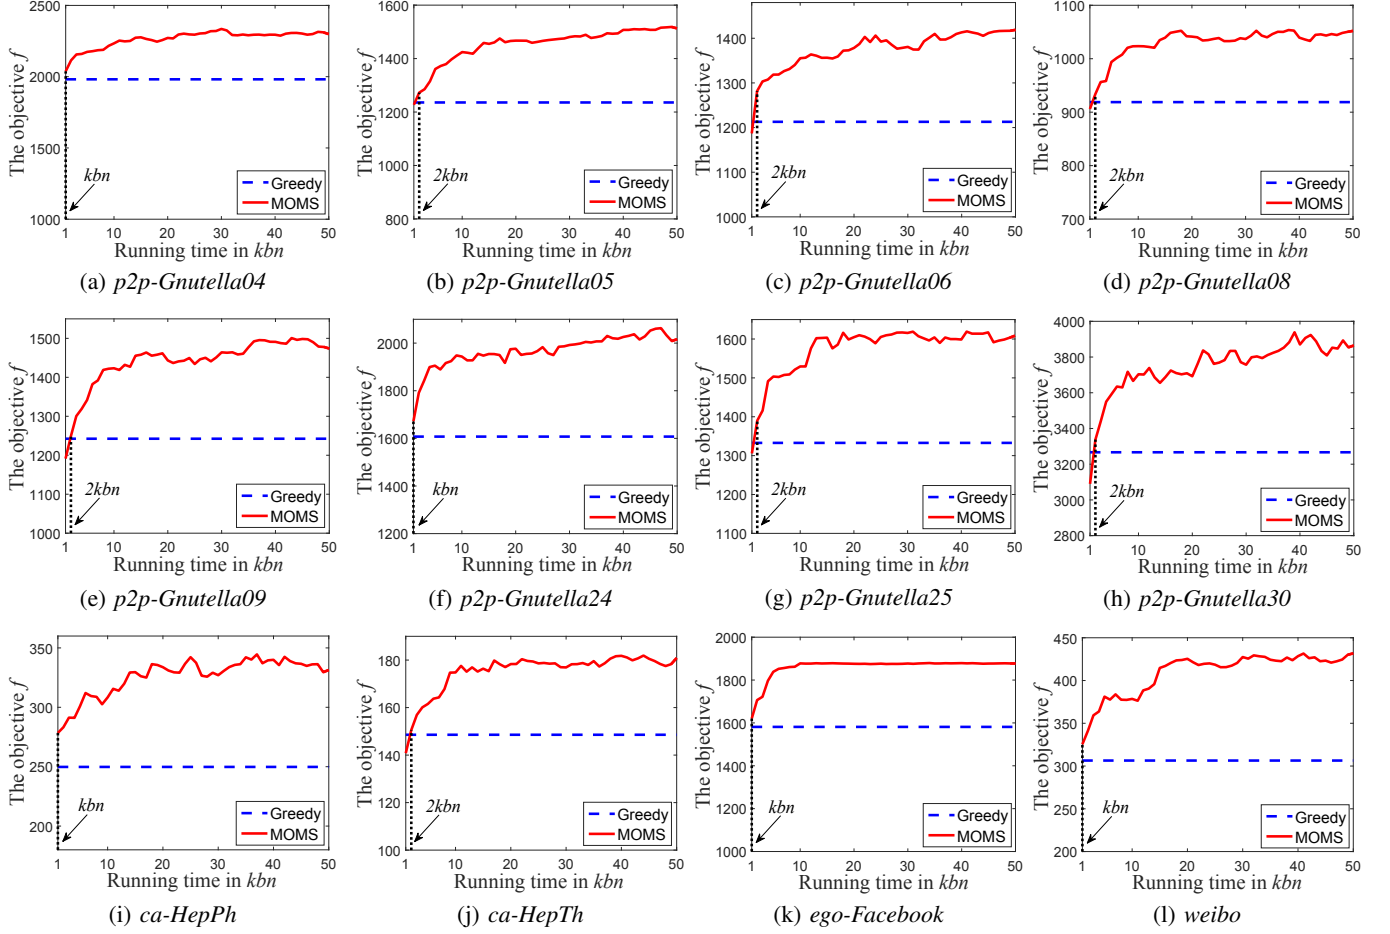 The objective f
2500
2000
1500
1000
kbn
Greedy
MOMS
1 10 20 30 40 50
Running time in kbn
(a) p2p-Gnutella04
The objective f
1600
1400
1200
1000
800
2kbn
Greedy
MOMS
1 10 20 30 40 50
Running time in kbn
(b) p2p-Gnutella05
The objective f
1400
1300
1200
1100
1000
2kbn
Greedy
MOMS
1 10 20 30 40 50
Running time in kbn
(c) p2p-Gnutella06
The objective f
1100
1000
900
800
700
2kbn
Greedy
MOMS
1 10 20 30 40 50
Running time in kbn
(d) p2p-Gnutella08
The objective f
1500
1400
1300
1200
1100
1000
2kbn
Greedy
MOMS
1 10 20 30 40 50
Running time in kbn
(e) p2p-Gnutella09
The objective f
2000
1800
1600
1400
1200
kbn
Greedy
MOMS
1 10 20 30 40 50
Running time in kbn
(f) p2p-Gnutella24
The objective f
1600
1500
1400
1300
1200
1100
2kbn
Greedy
MOMS
1 10 20 30 40 50
Running time in kbn
(g) p2p-Gnutella25
The objective f
4000
3800
3600
3400
3200
3000
2800
2kbn
Greedy
MOMS
1 10 20 30 40 50
Running time in kbn
(h) p2p-Gnutella30
The objective f
350
300
250
200
kbn
Greedy
MOMS
1 10 20 30 40 50
Running time in kbn
(i) ca-HepPh
The objective f
180
160
140
120
100
2kbn
Greedy
MOMS
1 10 20 30 40 50
Running time in kbn
(j) ca-HepTh
The objective f
2000
1800
1600
1400
1200
1000
kbn
Greedy
MOMS
1 10 20 30 40 50
Running time in kbn
(k) ego-Facebook
The objective f
450
400
350
300
250
200
kbn
Greedy
MOMS
1 10 20 30 40 50
Running time in kbn
(l) weibo